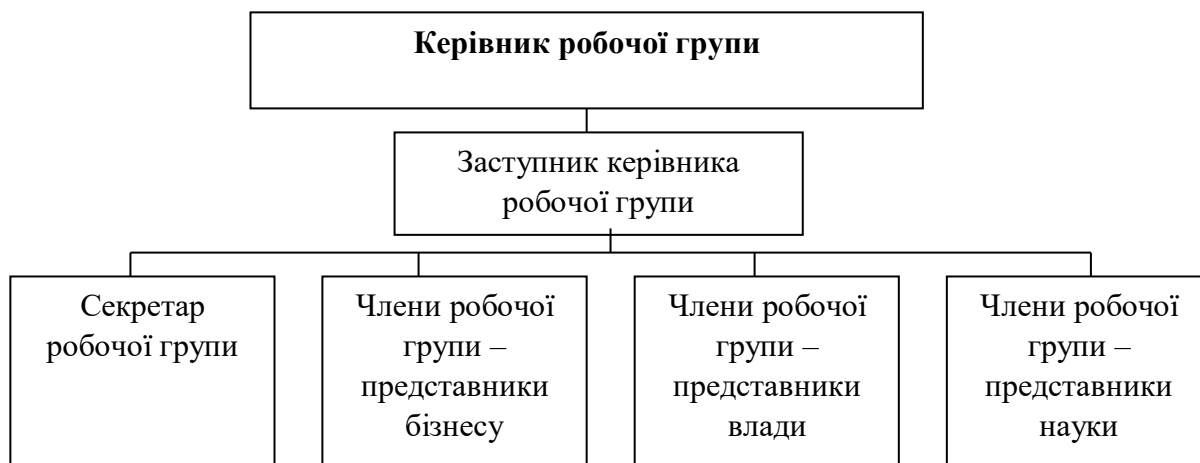 Керівник робочої групи
Заступник керівника
робочої групи
Секретар
робочої групи
Члени робочої
групи –
представники
бізнесу
Члени робочої
групи –
представники
влади
Члени робочої
групи –
представники
науки